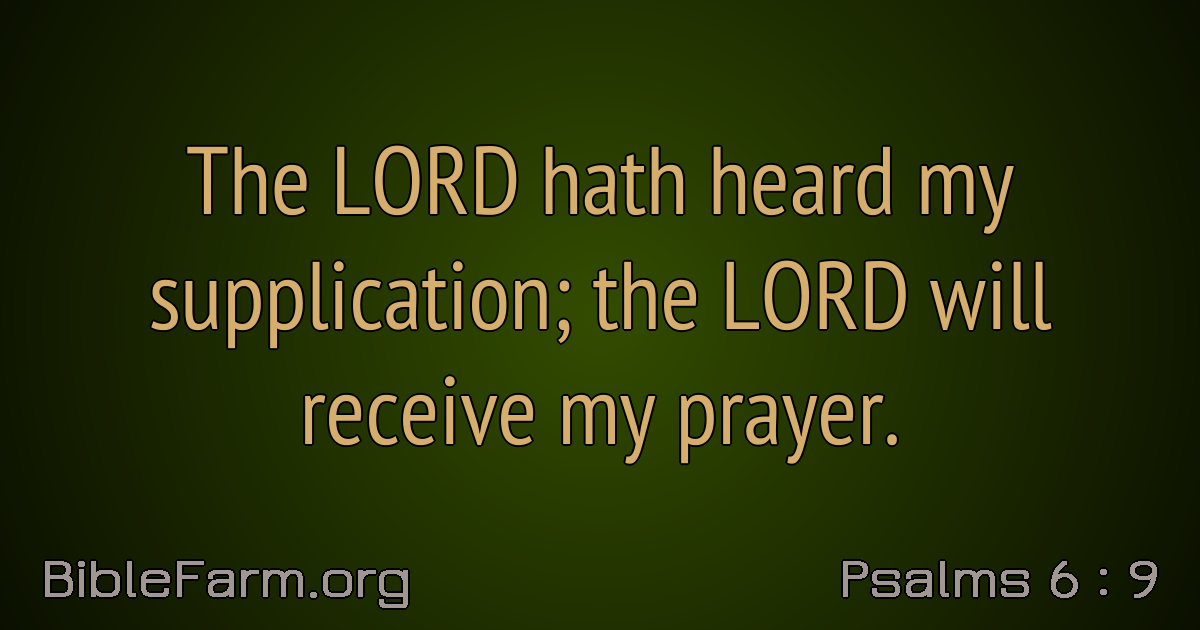 The LORD hath heard my
supplication; the LORD will
receive my prayer.
BibleFarm.org
Psalms 6 : 9